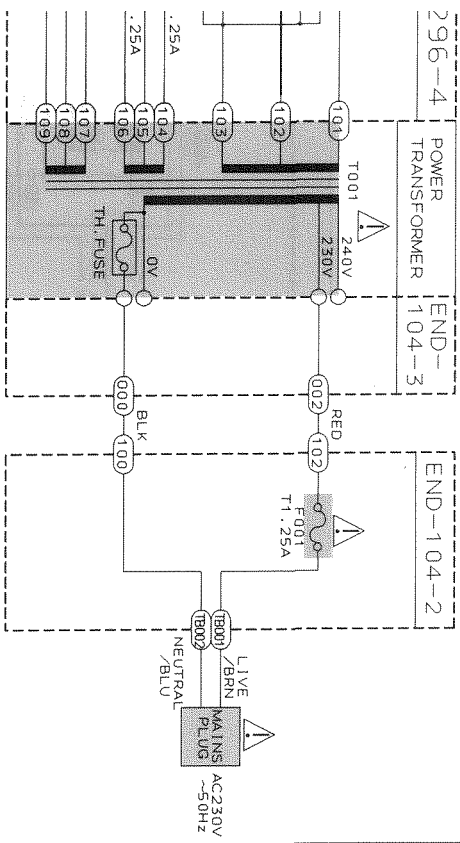 296-4
.25A
.25A
109
108
107
106
105
104
103
102
101
POWER
TRANSFORMER
T001
!
240V
230V
0V
TH.FUSE
END-
104-3
000
BLK
100
002
RED
102
END-104-2
!
F001
T1.25A
TB001
TB002
LIVE
/BRN
NEUTRAL
/BLU
!
MAINS
PLUG
AC230V
~50Hz